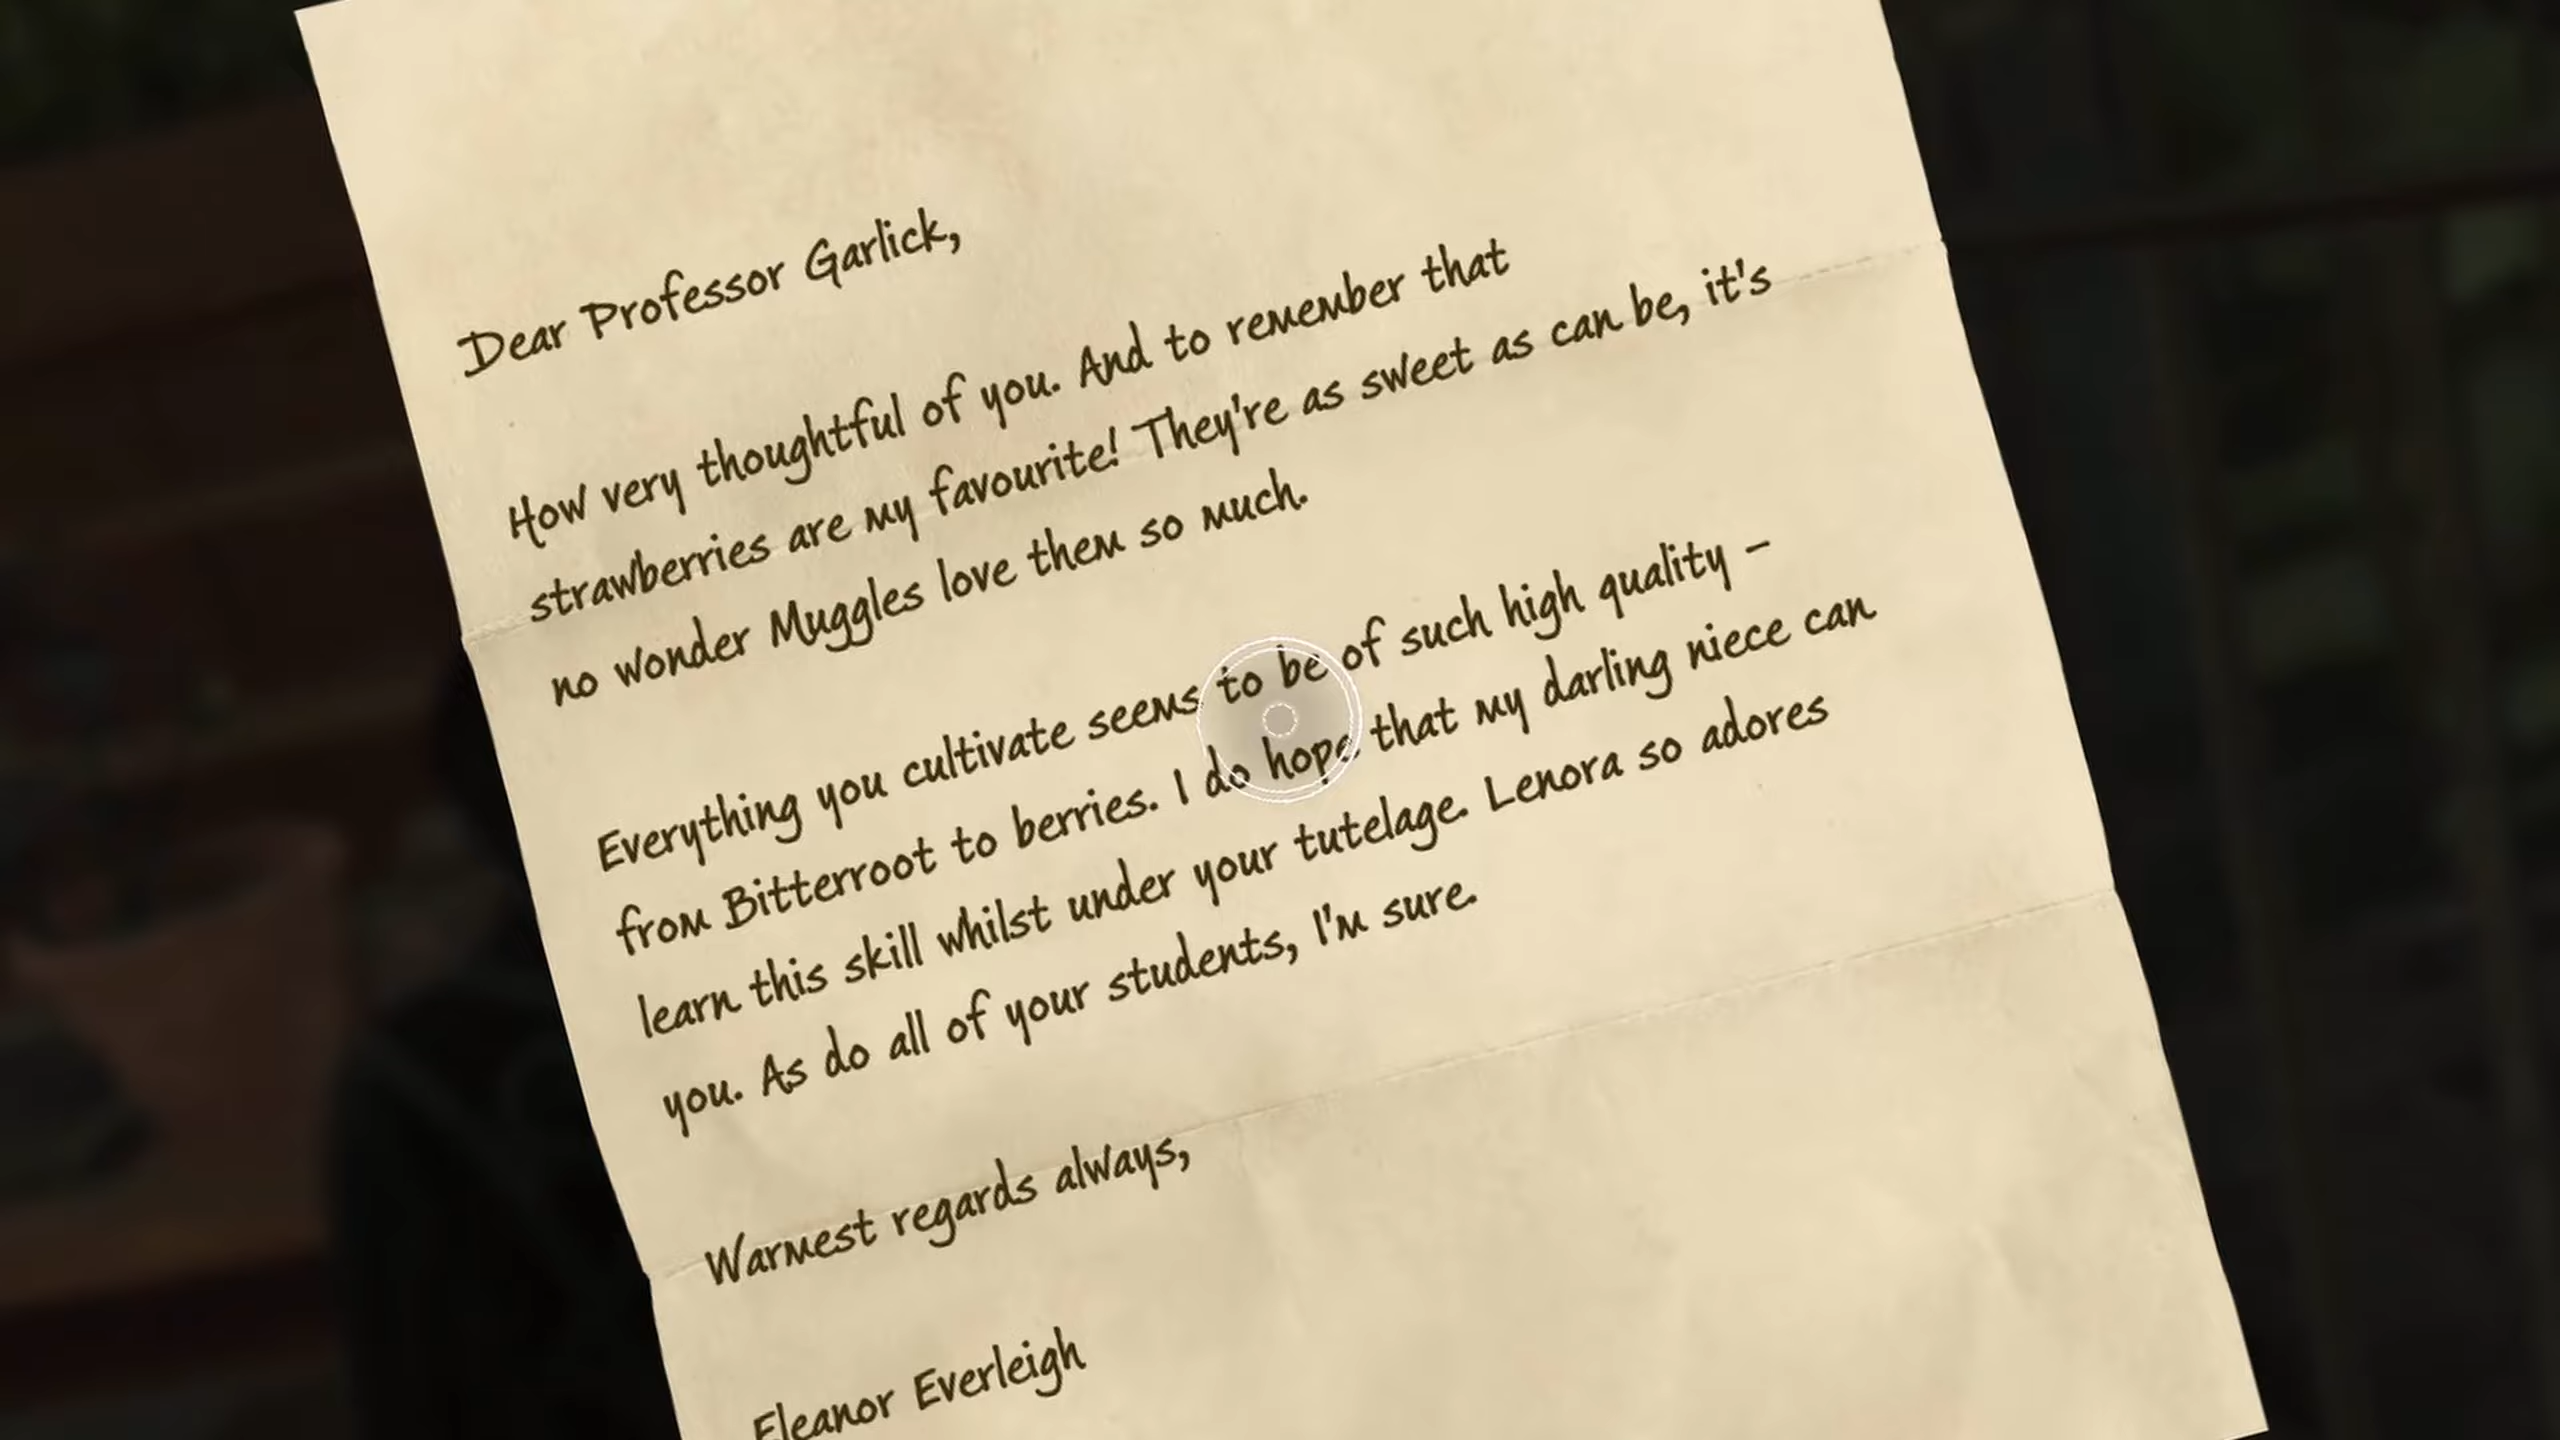 Dear Professor Garlick,
How very thoughtful of you. And to remember that
strawberries are my favourite! They're as sweet as can be, it's
no wonder Muggles love them so much.
Everything you cultivate seems to be of such high quality -
from Bitterroot to berries. I do hope that my darling niece can
learn this skill whilst under your tutelage. Lenora so adores
you. As do all of your students, I'm sure.
Warmest regards always,
Eleanor Everleigh